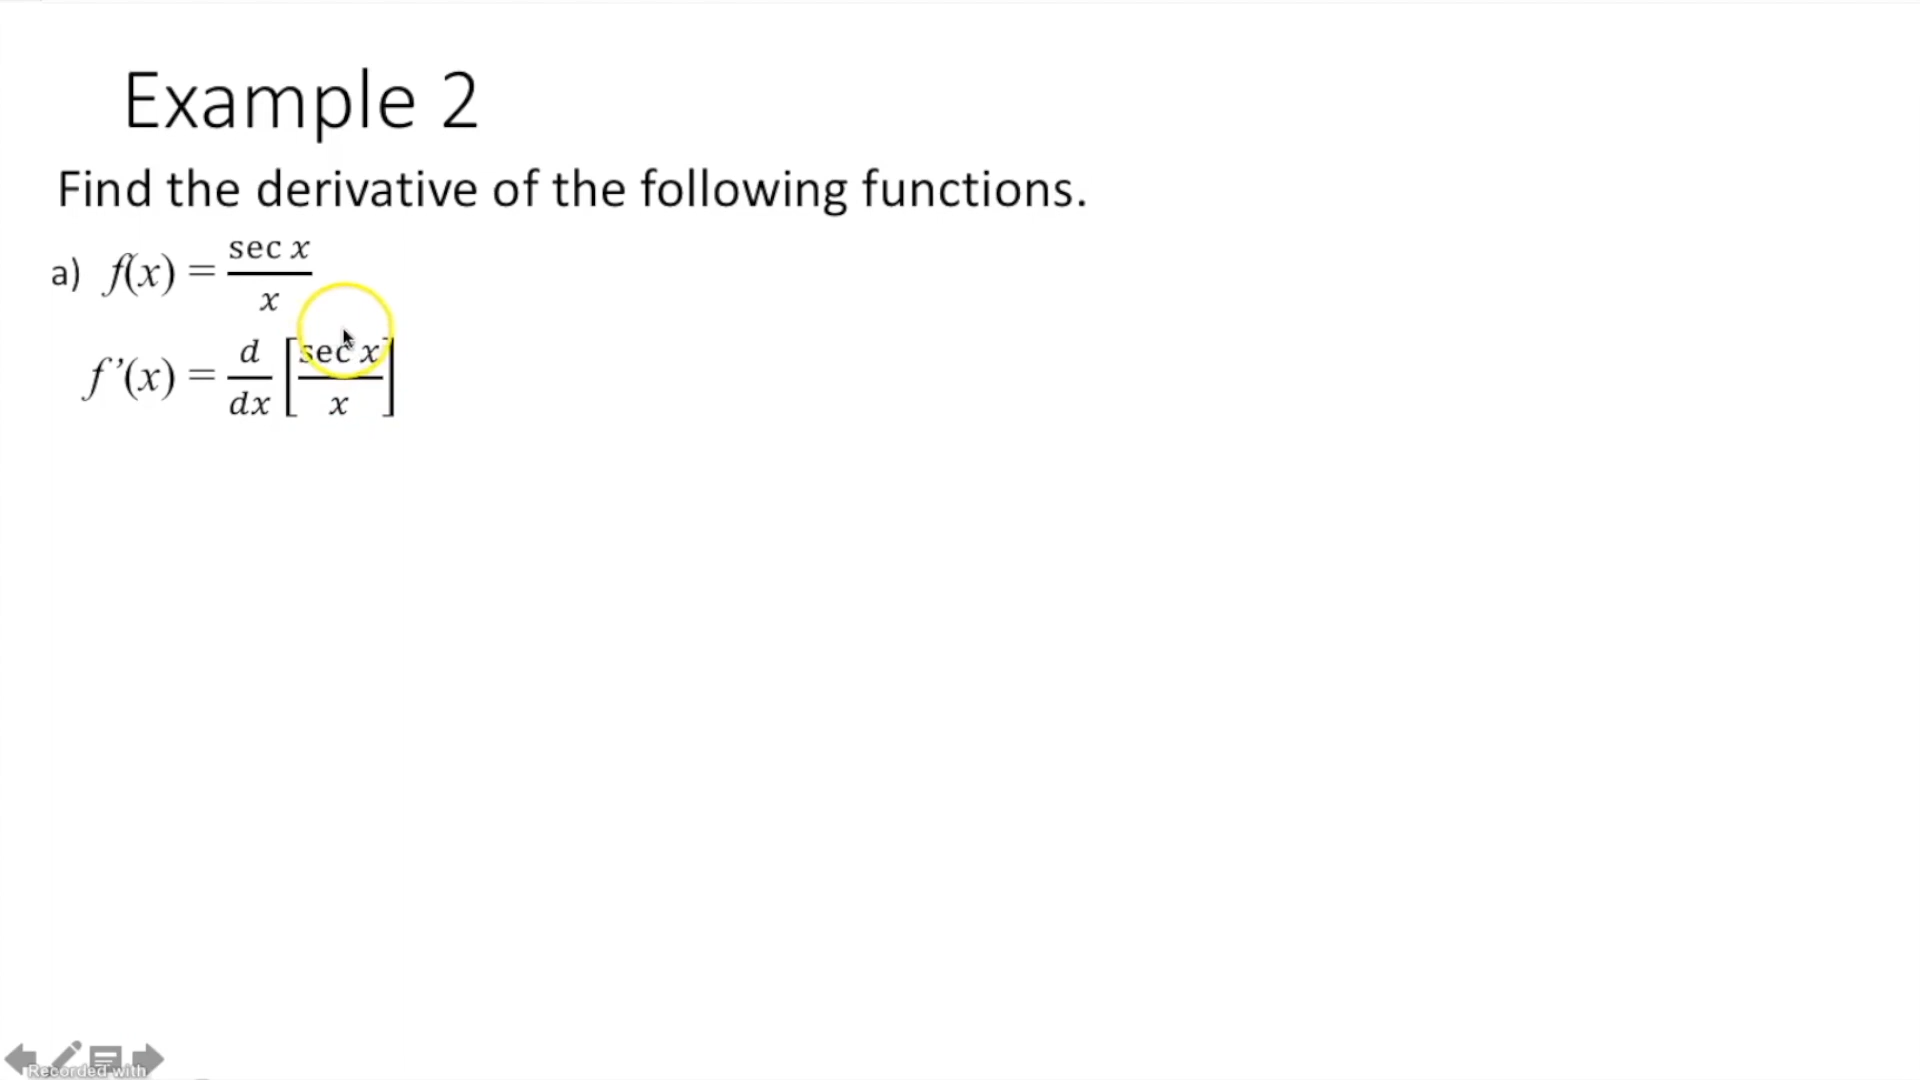 Example 2
Find the derivative of the following functions.
a) f(x) = sec x / x
f’(x) = d/dx [sec x / x]
Recorded with